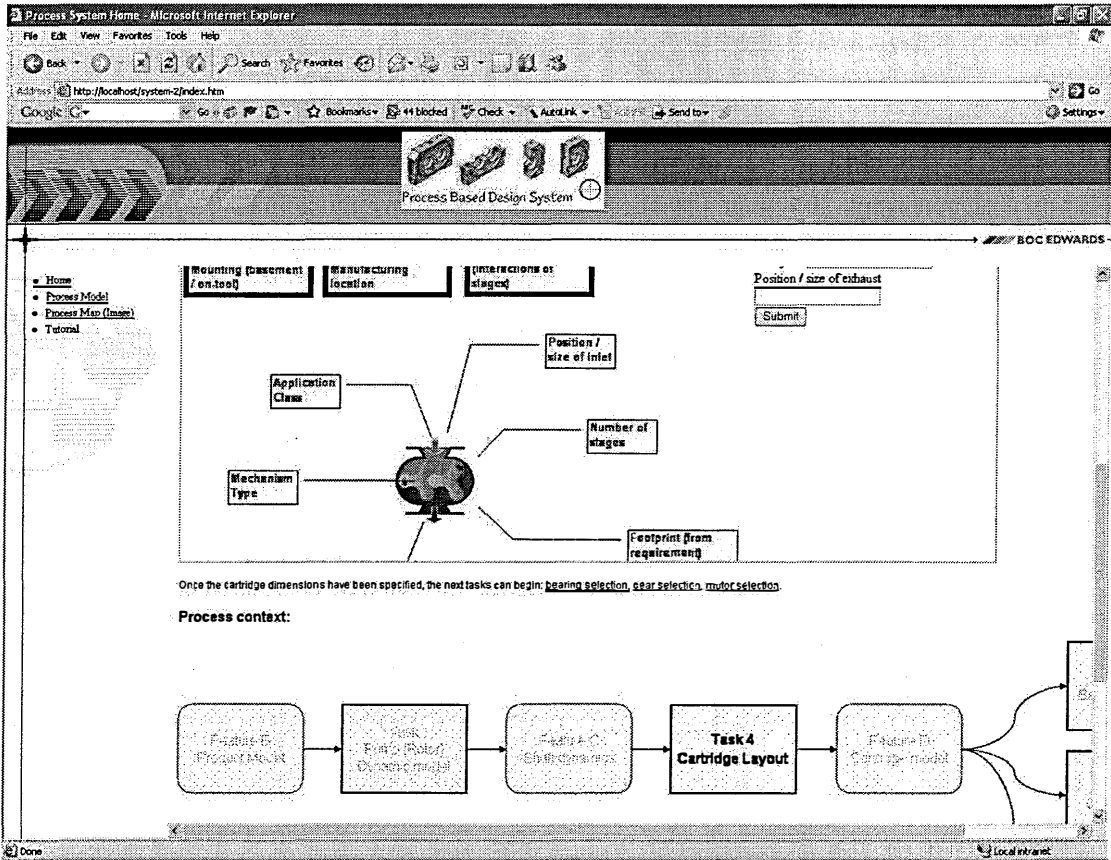 Process System Home - Microsoft Internet Explorer
File Edit View Favorites Tools Help
Back Search Favorites
Address http://localhost/system-2/index.htm Go
Google Go Bookmarks 44 blocked Check AutoLink Send to Settings
Process Based Design System
BOC EDWARDS
Home
Process Model
Process Map (Image)
Tutorial
Mounting (basement
/ on-tool)
Manufacturing
location
(interactions of
stages)
Position / size of exhaust
Submit
Position /
size of inlet
Application
Class
Number of
stages
Mechanism
Type
Footprint (from
requirement)
Once the cartridge dimensions have been specified, the next tasks can begin: bearing selection, gear selection, motor selection.
Process context:
Task 4
Cartridge Layout
Done
Local intranet